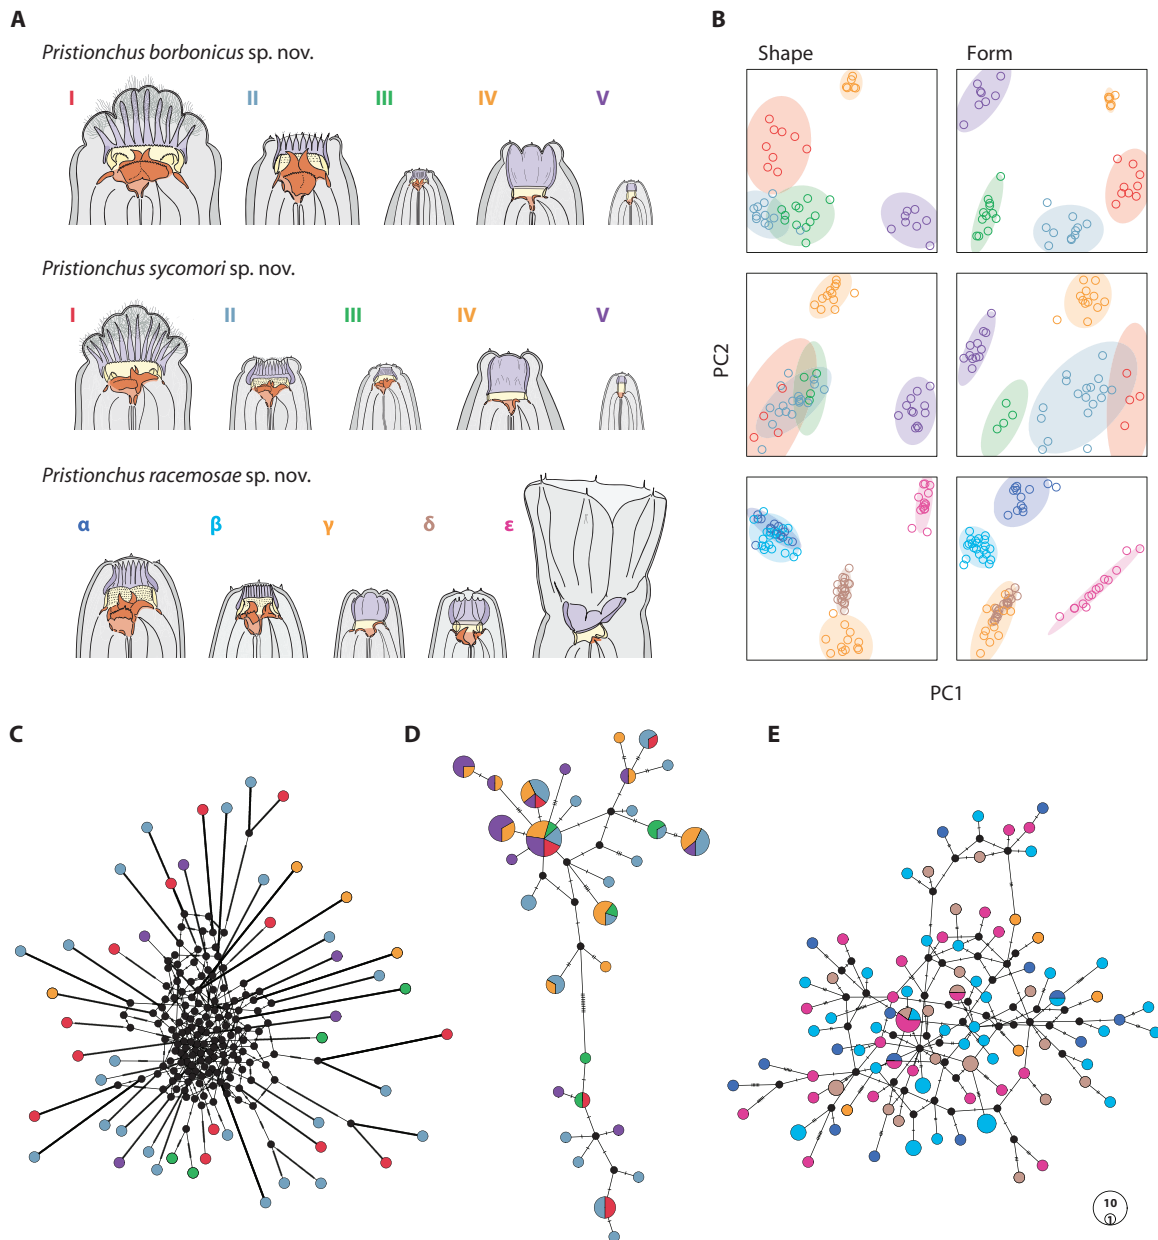 A
B
Pristionchus borbonicus sp. nov.
Shape
Form
I
II
III
IV
V
Pristionchus sycomori sp. nov.
I
II
III
IV
V
PC2
Pristionchus racemosae sp. nov.
α
β
γ
δ
ε
PC1
C
D
E
10
1